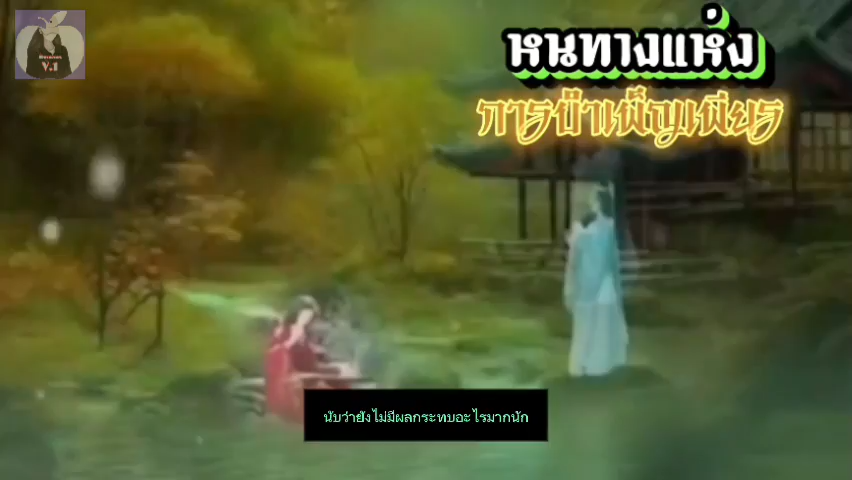 หนทางแห่ง
การบำเพ็ญเพียร
V.1
นับว่ายังไม่มีผลกระทบอะไรมากนัก